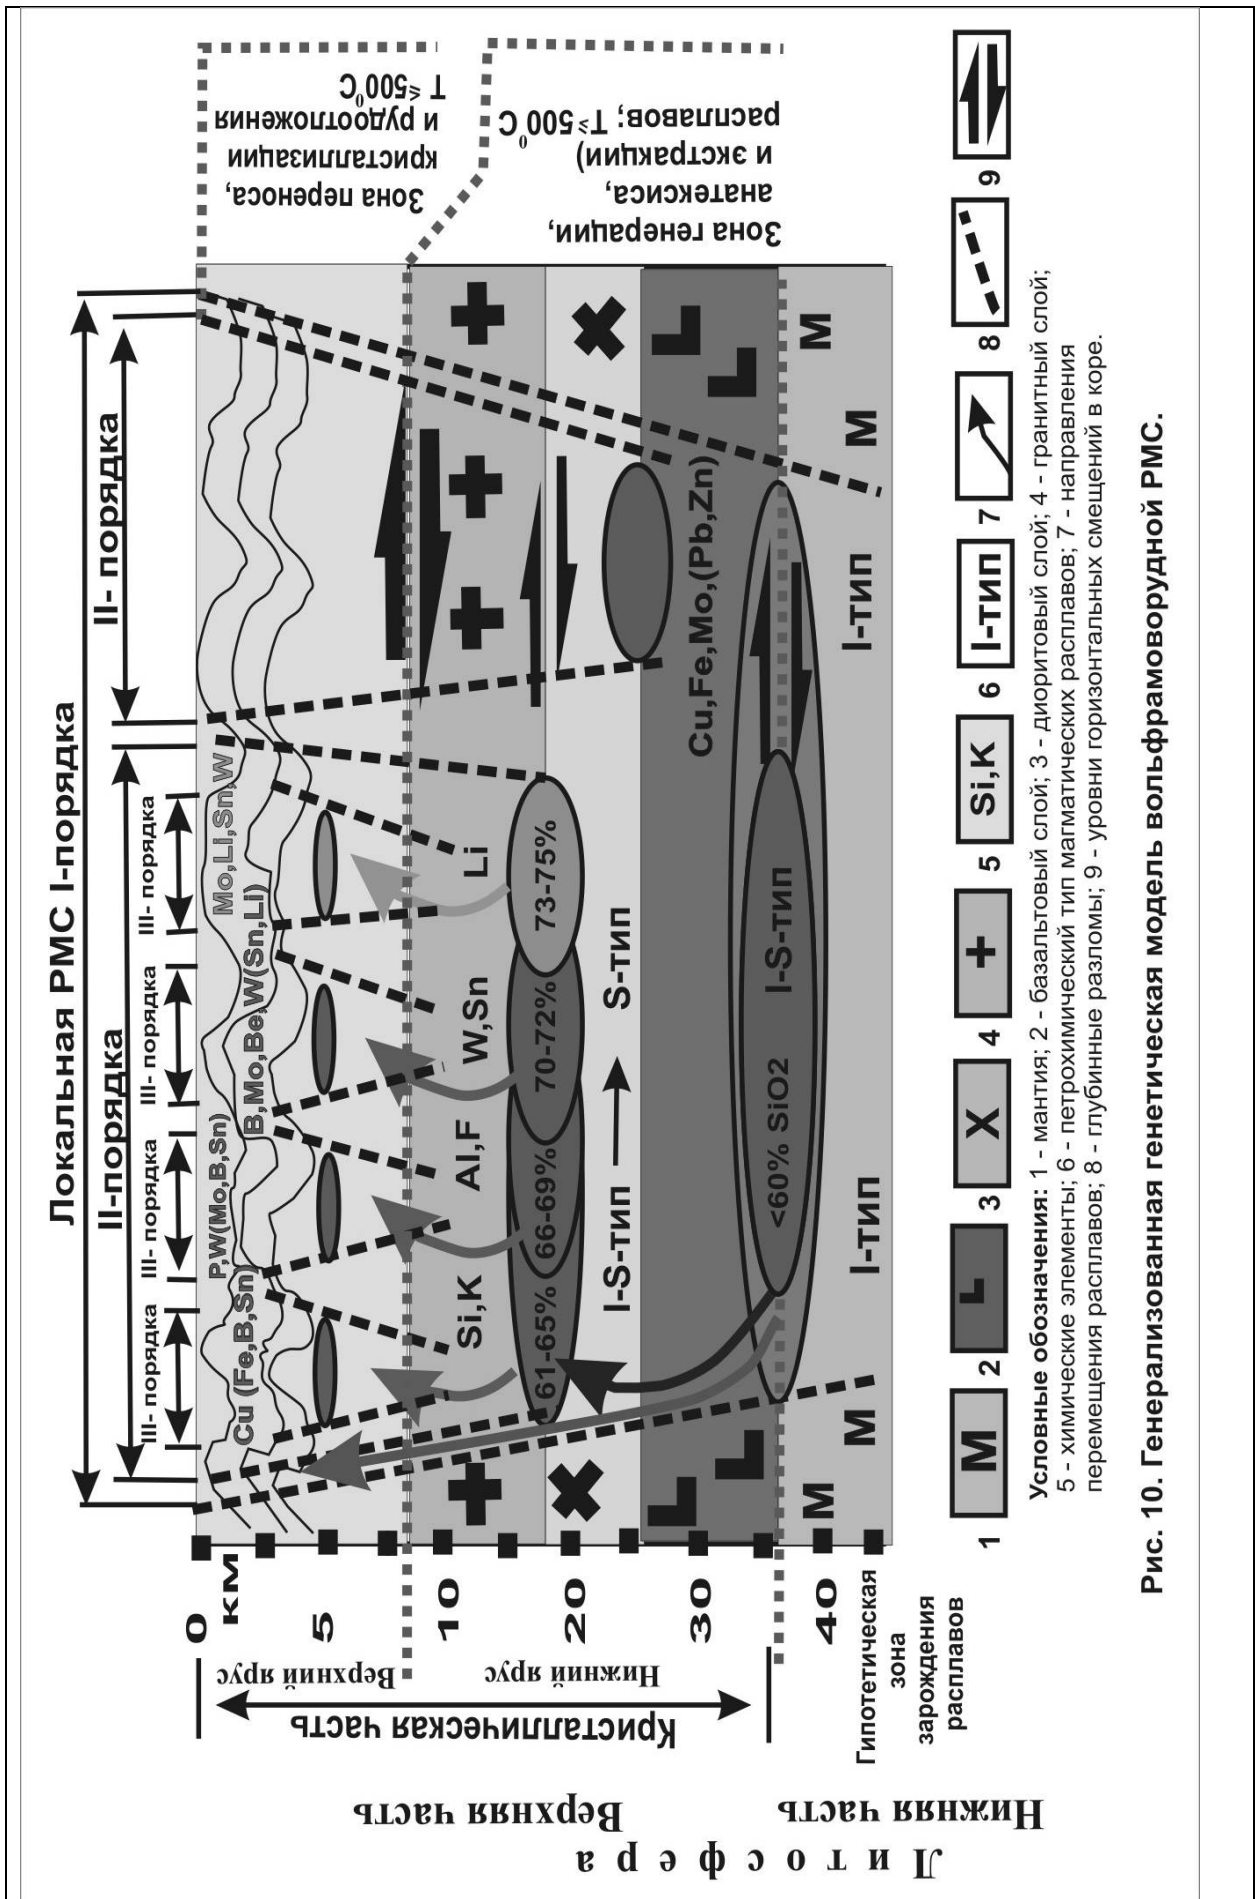 Локальная РМС I-порядка
II-порядка
II- порядка
III- порядка
III- порядка
III- порядка
III- порядка
Cu (Fe,B,Sn)
P,W(Mo,B,Sn)
B,Mo,Be,W(Sn,Li)
Mo,Li,Sn,W
Si,K
Al,F
W,Sn
Li
61-65%
66-69%
70-72%
73-75%
I-S-тип
S-тип
Cu,Fe,Mo,(Pb,Zn)
<60% SiO2
I-S-тип
I-тип
I-тип
М
М
М
М
Зона переноса,
кристаллизации
и рудоотложения
T ≤ 500⁰С
Зона генерации,
анатексиса,
и экстракции)
расплавов; T ≥ 500⁰ С
0
км
5
10
20
30
40
Верхний ярус
Нижний ярус
Кристаллическая часть
Гипотетическая
зона
зарождения
расплавов
Верхняя часть
Нижняя часть
Литосфера
М
X
Si,K
I-тип
1
2
3
4
5
6
7
8
9
Условные обозначения: 1 - мантия; 2 - базальтовый слой; 3 - диоритовый слой; 4 - гранитный слой;
5 - химические элементы; 6 - петрохимический тип магматических расплавов; 7 - направления
перемещения расплавов; 8 - глубинные разломы; 9 - уровни горизонтальных смещений в коре.
Рис. 10. Генерализованная генетическая модель вольфрамоворудной РМС.